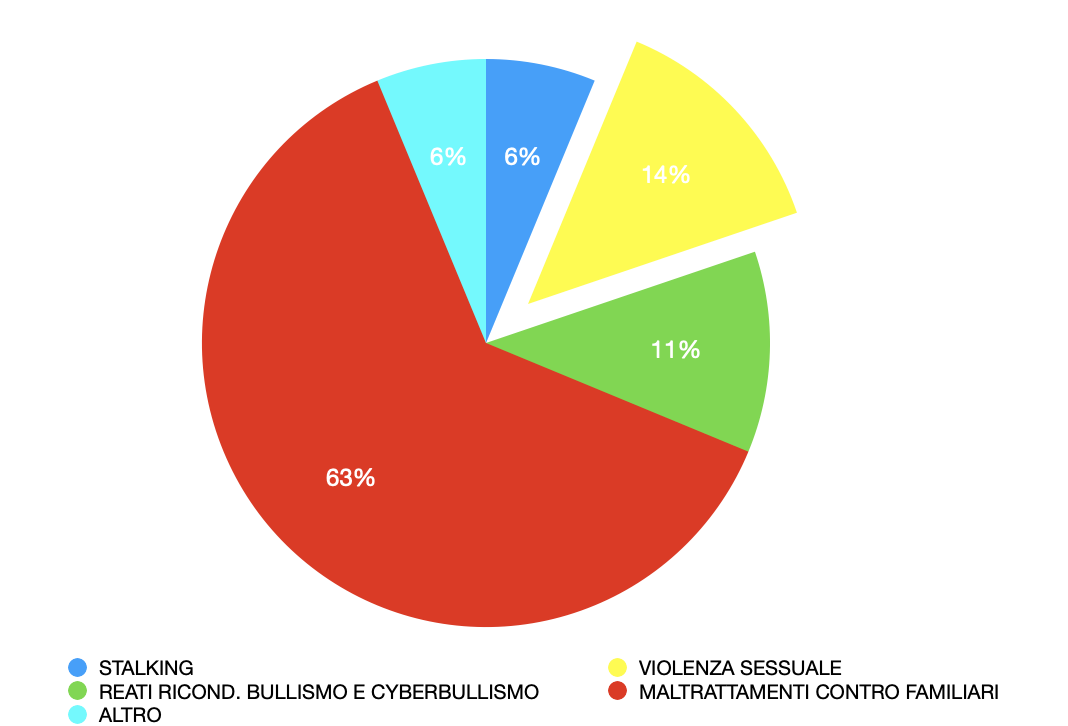 6%
6%
14%
11%
63%
STALKING
VIOLENZA SESSUALE
REATI RICOND. BULLISMO E CYBERBULLISMO
MALTRATTAMENTI CONTRO FAMILIARI
ALTRO